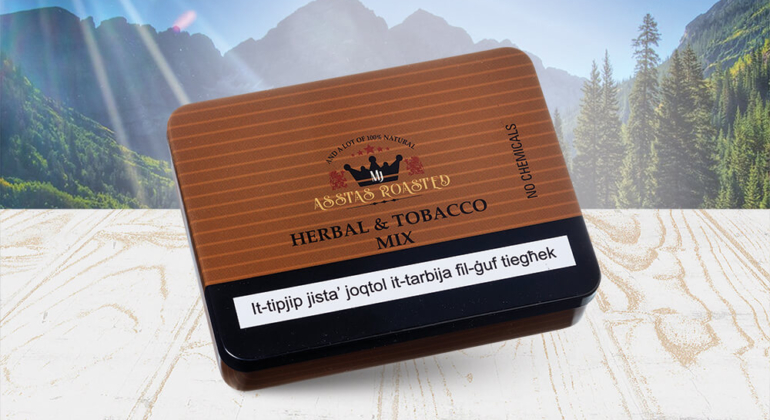 AND A LOT OF 100% NATURAL
MJ
ASSTAS ROASTED
HERBAL & TOBACCO
MIX
NO CHEMICALS
It-tipjip jista' joqtol it-tarbija fil-ġuf tiegħek